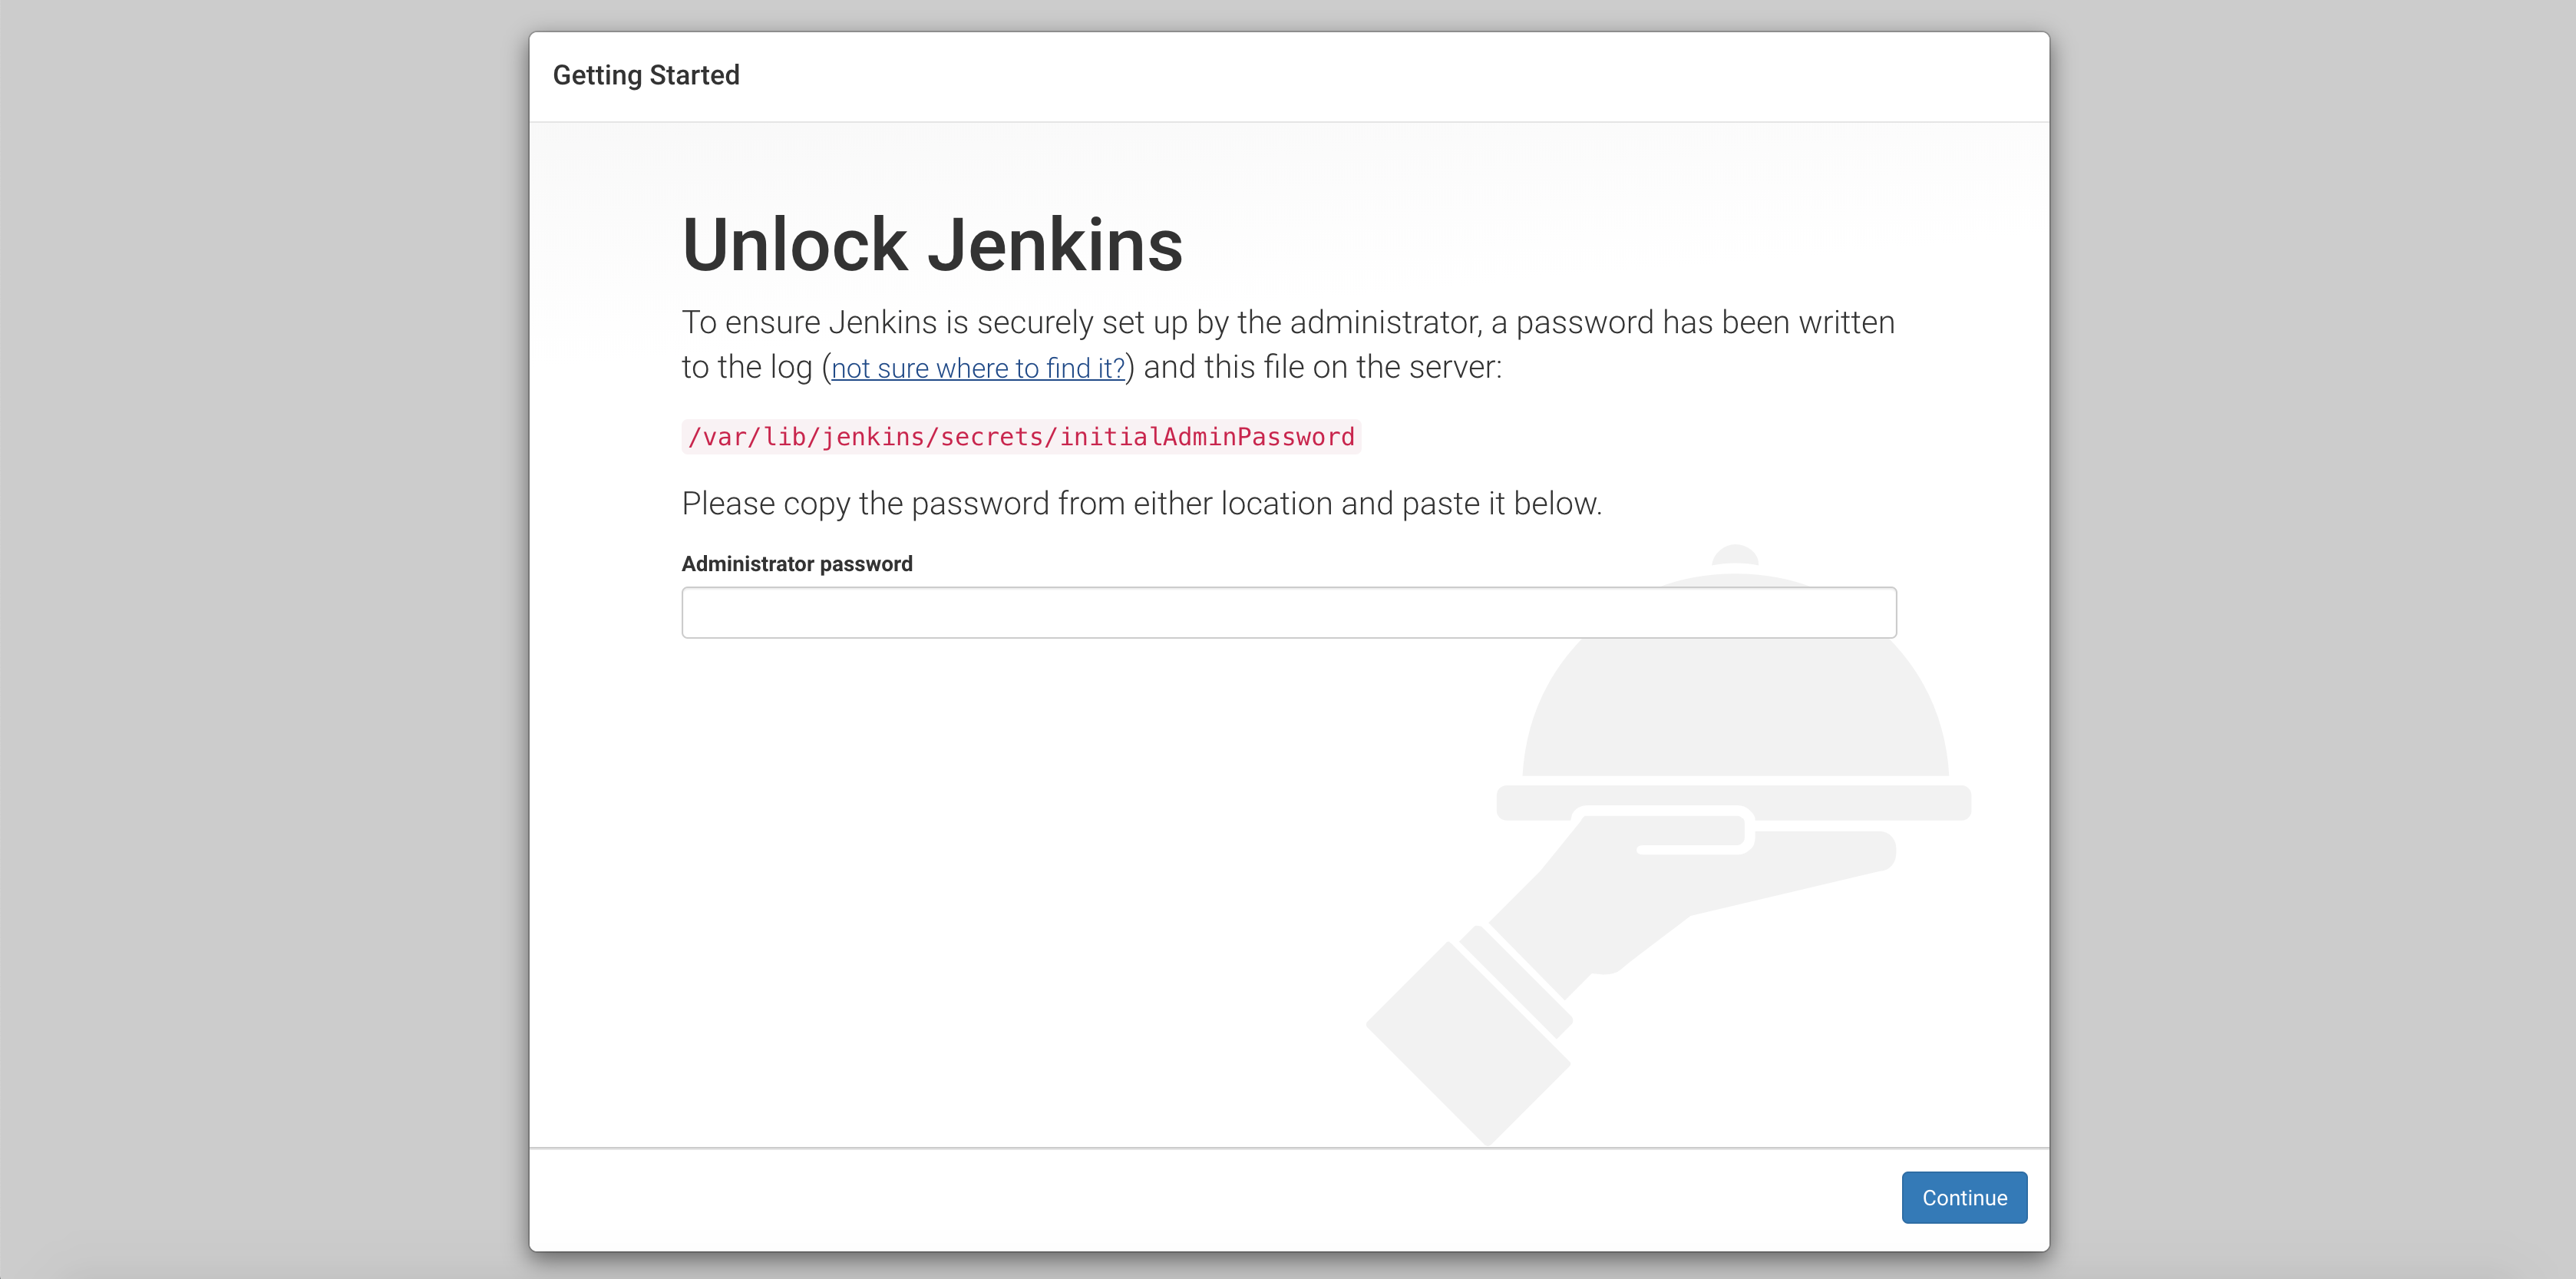 Getting Started
Unlock Jenkins
To ensure Jenkins is securely set up by the administrator, a password has been written
to the log (not sure where to find it?) and this file on the server:
/var/lib/jenkins/secrets/initialAdminPassword
Please copy the password from either location and paste it below.
Administrator password
Continue